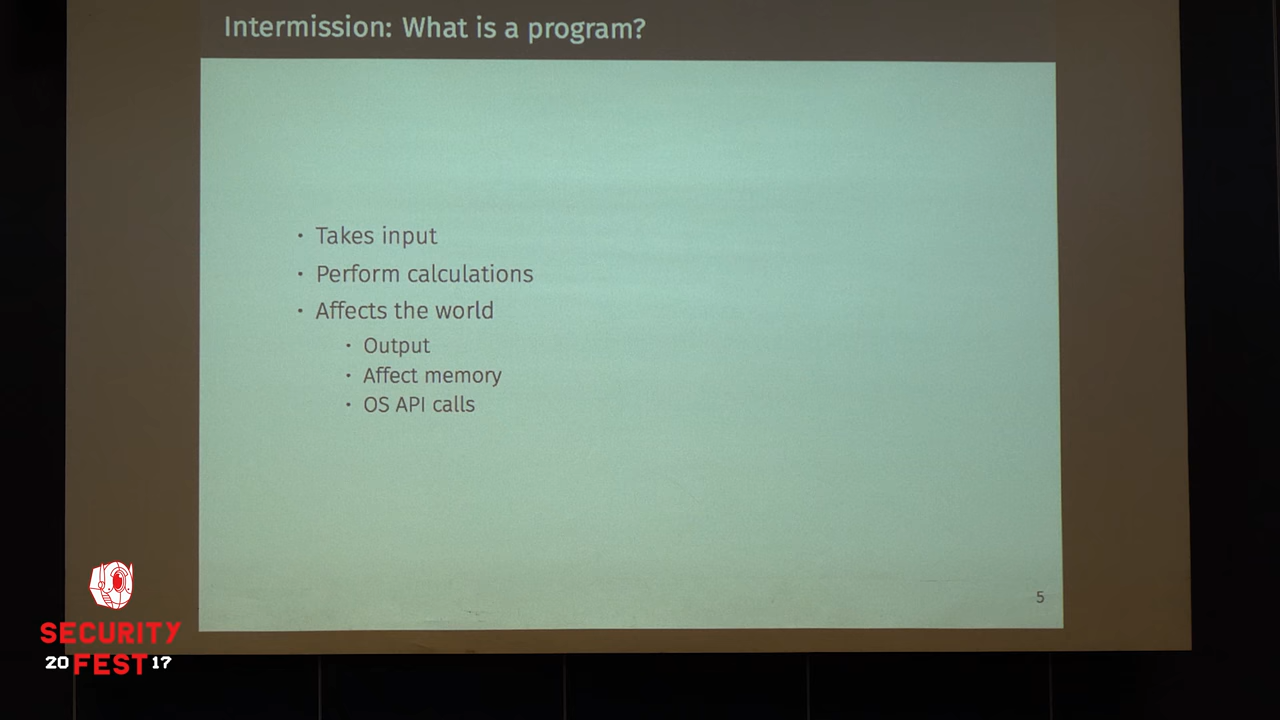 Intermission: What is a program?
• Takes input
• Perform calculations
• Affects the world
• Output
• Affect memory
• OS API calls
5
SECURITY
20 FEST 17